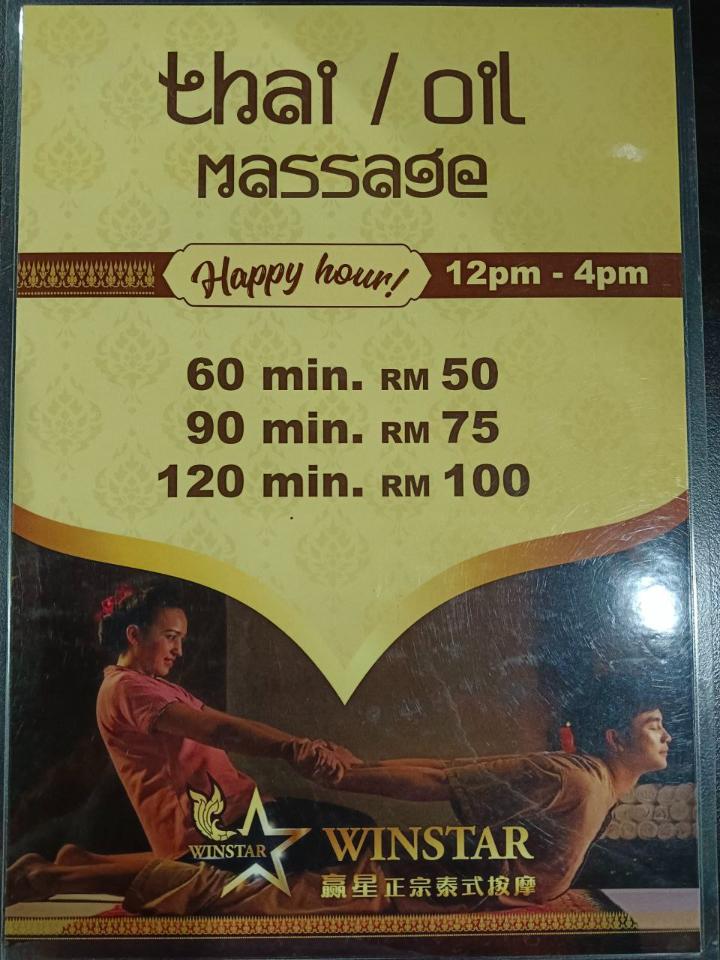 thai / oil
massage
Happy hour! 12pm - 4pm
60 min. RM 50
90 min. RM 75
120 min. RM 100
WINSTAR
WINSTAR
赢星正宗泰式按摩